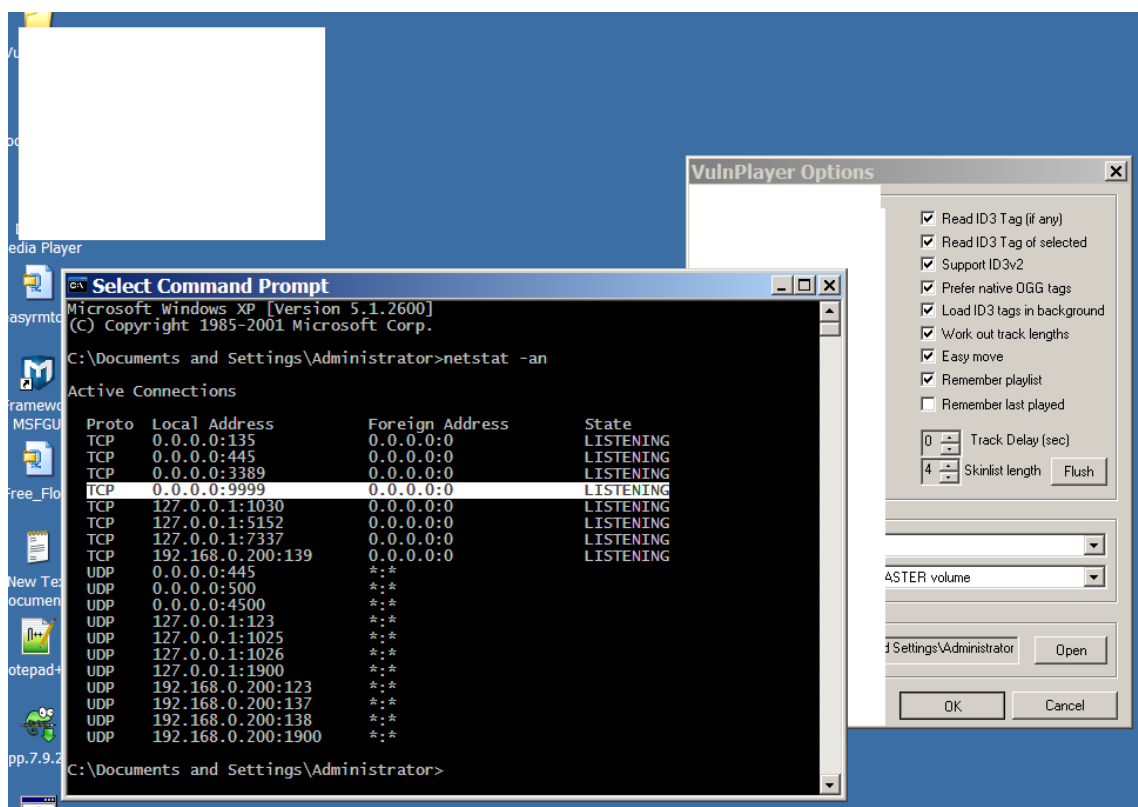 VulnPlayer Options
Read ID3 Tag (if any)
Read ID3 Tag of selected
Support ID3v2
Prefer native OGG tags
Load ID3 tags in background
Work out track lengths
Easy move
Remember playlist
Remember last played
0 Track Delay (sec)
4 Skinlist length Flush
ASTER volume
d Settings\Administrator Open
OK Cancel
edia Player
asyrmto
Framewo
MSFGU
Free_Flo
New Te
ocumen
otepad+
pp.7.9.2
Select Command Prompt
Microsoft Windows XP [Version 5.1.2600]
(C) Copyright 1985-2001 Microsoft Corp.
C:\Documents and Settings\Administrator>netstat -an
Active Connections
Proto Local Address Foreign Address State
TCP 0.0.0.0:135 0.0.0.0:0 LISTENING
TCP 0.0.0.0:445 0.0.0.0:0 LISTENING
TCP 0.0.0.0:3389 0.0.0.0:0 LISTENING
TCP 0.0.0.0:9999 0.0.0.0:0 LISTENING
TCP 127.0.0.1:1030 0.0.0.0:0 LISTENING
TCP 127.0.0.1:5152 0.0.0.0:0 LISTENING
TCP 127.0.0.1:7337 0.0.0.0:0 LISTENING
TCP 192.168.0.200:139 0.0.0.0:0 LISTENING
UDP 0.0.0.0:445 *:*
UDP 0.0.0.0:500 *:*
UDP 0.0.0.0:4500 *:*
UDP 127.0.0.1:123 *:*
UDP 127.0.0.1:1025 *:*
UDP 127.0.0.1:1026 *:*
UDP 127.0.0.1:1900 *:*
UDP 192.168.0.200:123 *:*
UDP 192.168.0.200:137 *:*
UDP 192.168.0.200:138 *:*
UDP 192.168.0.200:1900 *:*
C:\Documents and Settings\Administrator>